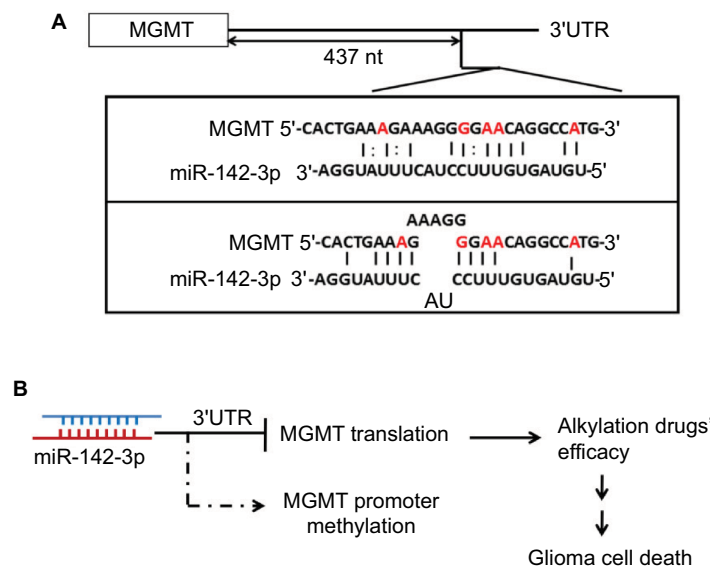 A
MGMT
3'UTR
437 nt
MGMT 5'-CACTGAAAGAAAGGGGAACAGGCCATG-3'
miR-142-3p 3'-AGGUAUUUCAUCCUUUGUGAUGU-5'
AAAGG
MGMT 5'-CACTGAAAG GGAACAGGCCATG-3'
miR-142-3p 3'-AGGUAUUUC CCUUUGUGAUGU-5'
AU
B
3'UTR
miR-142-3p
MGMT translation
Alkylation drugs'
efficacy
MGMT promoter
methylation
Glioma cell death